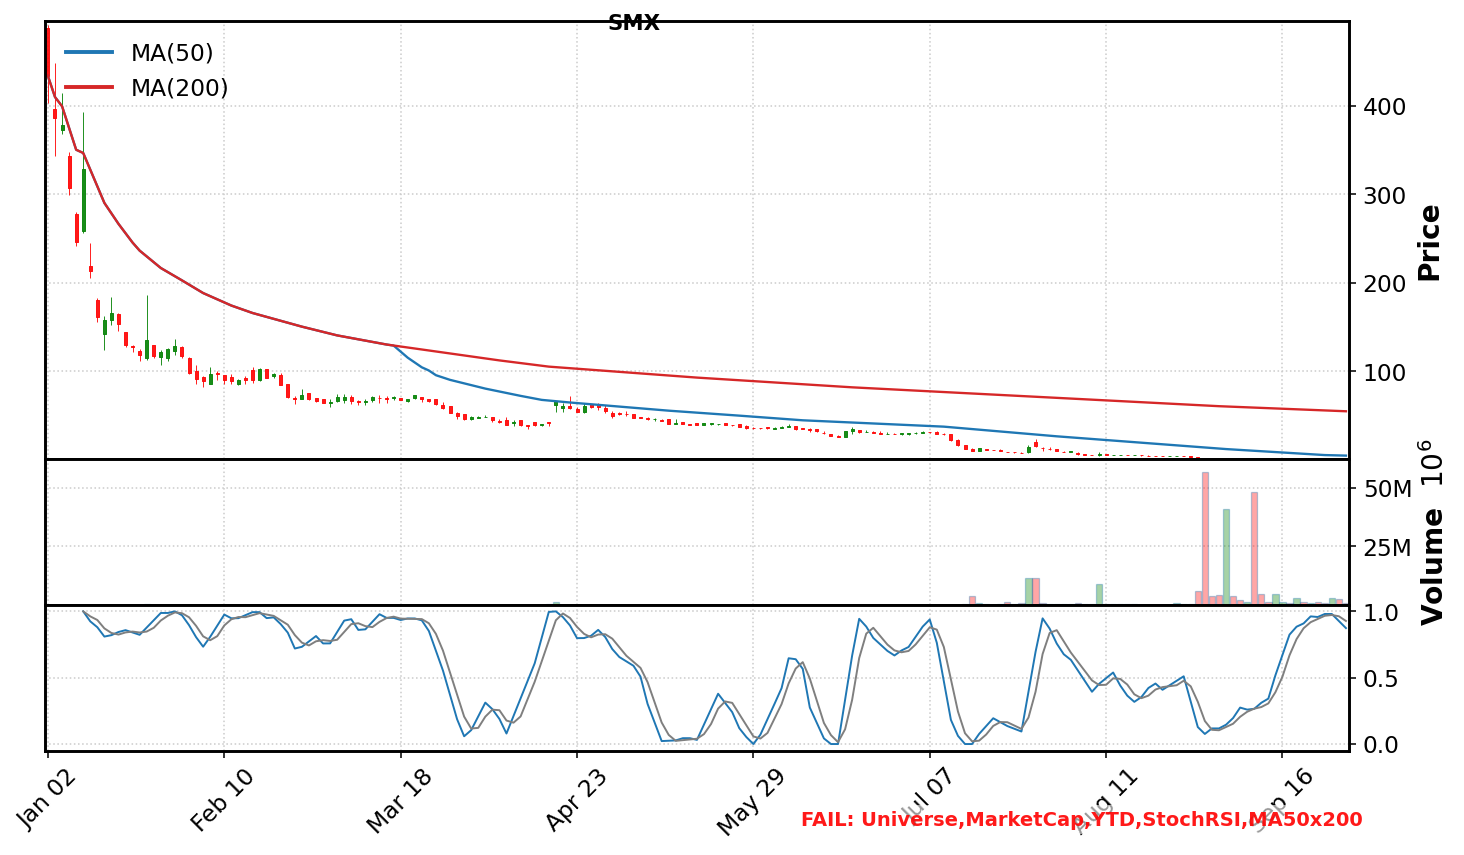 SMX
MA(50)
MA(200)
400
300
200
100
Price
50M
25M
Volume 10^6
1.0
0.5
0.0
Jan 02
Feb 10
Mar 18
Apr 23
May 29
Jul 07
Aug 11
Sep 16
FAIL: Universe,MarketCap,YTD,StochRSI,MA50x200